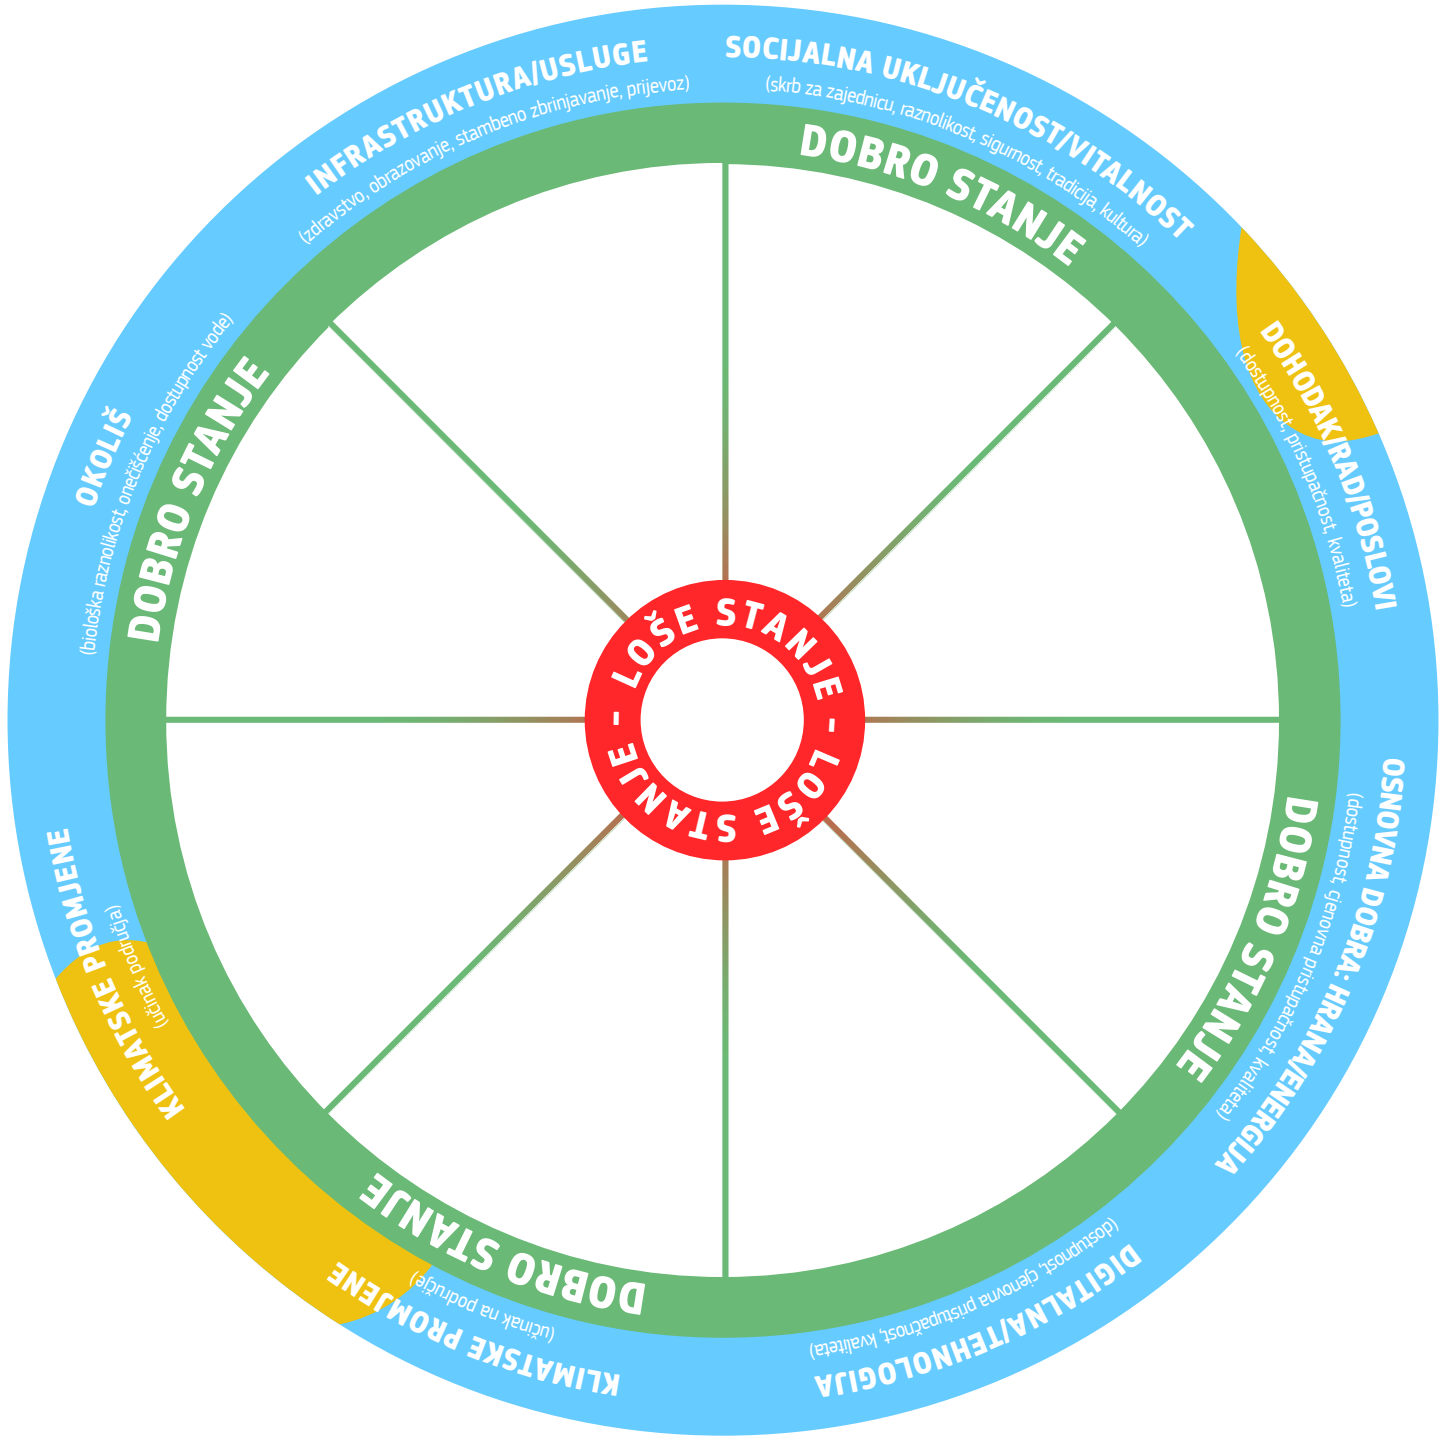 SOCIJALNA UKLJUČENOST/VITALNOST
(skrb za zajednicu, raznolikost, sigurnost, tradicija, kultura)
DOHODAK/RAD/POSLOVI
(dostupnost, pristupačnost, kvaliteta)
OSNOVNA DOBRA: HRANA/ENERGIJA
(dostupnost, cjenovna pristupačnost, kvaliteta)
DIGITALNA/TEHNOLOGIJA
(dostupnost, cjenovna pristupačnost, kvaliteta)
KLIMATSKE PROMJENE
(učinak na područje)
KLIMATSKE PROMJENE
(učinak područja)
OKOLIŠ
(biološka raznolikost, onečišćenje, dostupnost vode)
INFRASTRUKTURA/USLUGE
(zdravstvo, obrazovanje, stambeno zbrinjavanje, prijevoz)
DOBRO STANJE
DOBRO STANJE
DOBRO STANJE
DOBRO STANJE
LOŠE STANJE - LOŠE STANJE -